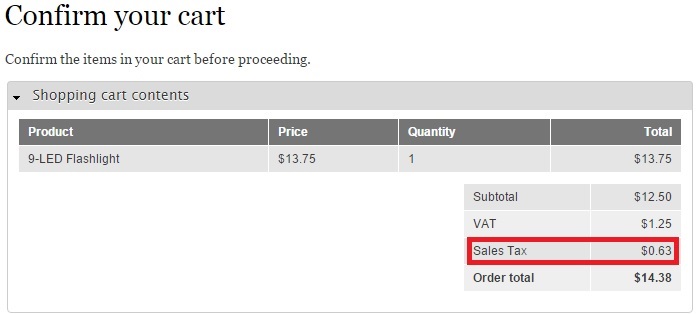 Confirm your cart
Confirm the items in your cart before proceeding.
Shopping cart contents
Product Price Quantity Total
9-LED Flashlight $13.75 1 $13.75
Subtotal $12.50
VAT $1.25
Sales Tax $0.63
Order total $14.38